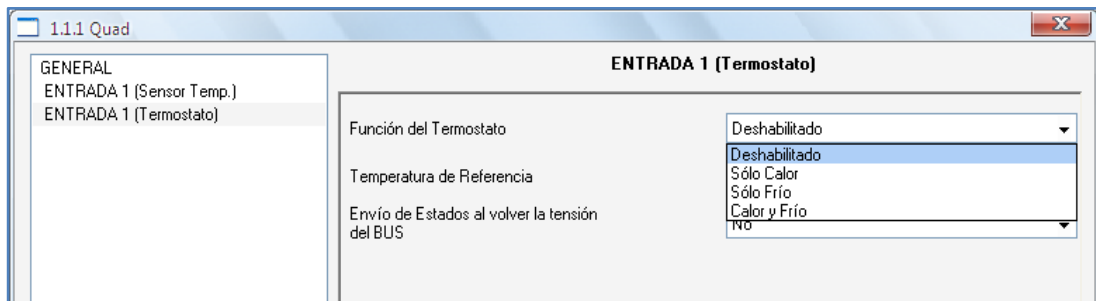 1.1.1 Quad
GENERAL
ENTRADA 1 (Sensor Temp.)
ENTRADA 1 (Termostato)
ENTRADA 1 (Termostato)
Función del Termostato
Deshabilitado
Deshabilitado
Sólo Calor
Sólo Frío
Calor y Frío
Temperatura de Referencia
Envío de Estados al volver la tensión
del BUS
No